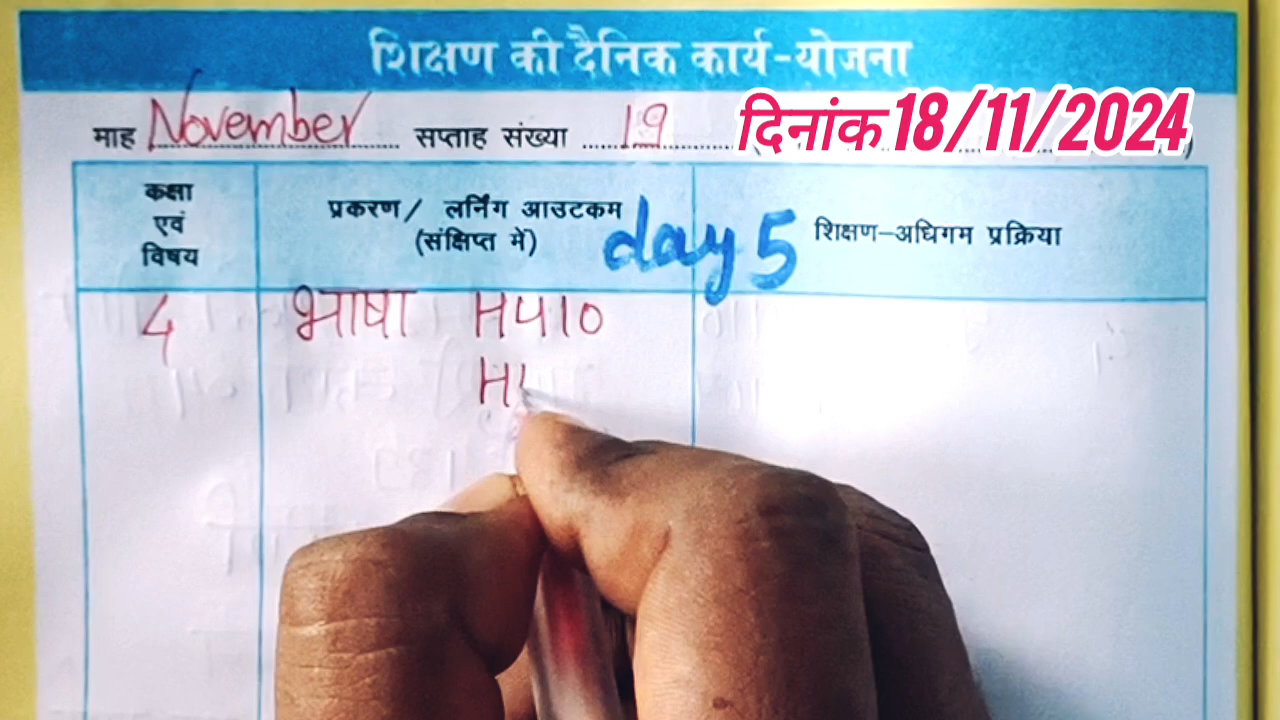 शिक्षण की दैनिक कार्य-योजना
माह November सप्ताह संख्या 19 दिनांक 18/11/2024
कक्षा एवं विषय
प्रकरण/ लर्निंग आउटकम (संक्षिप्त में)
day 5
शिक्षण-अधिगम प्रक्रिया
4 भाषा H410
H